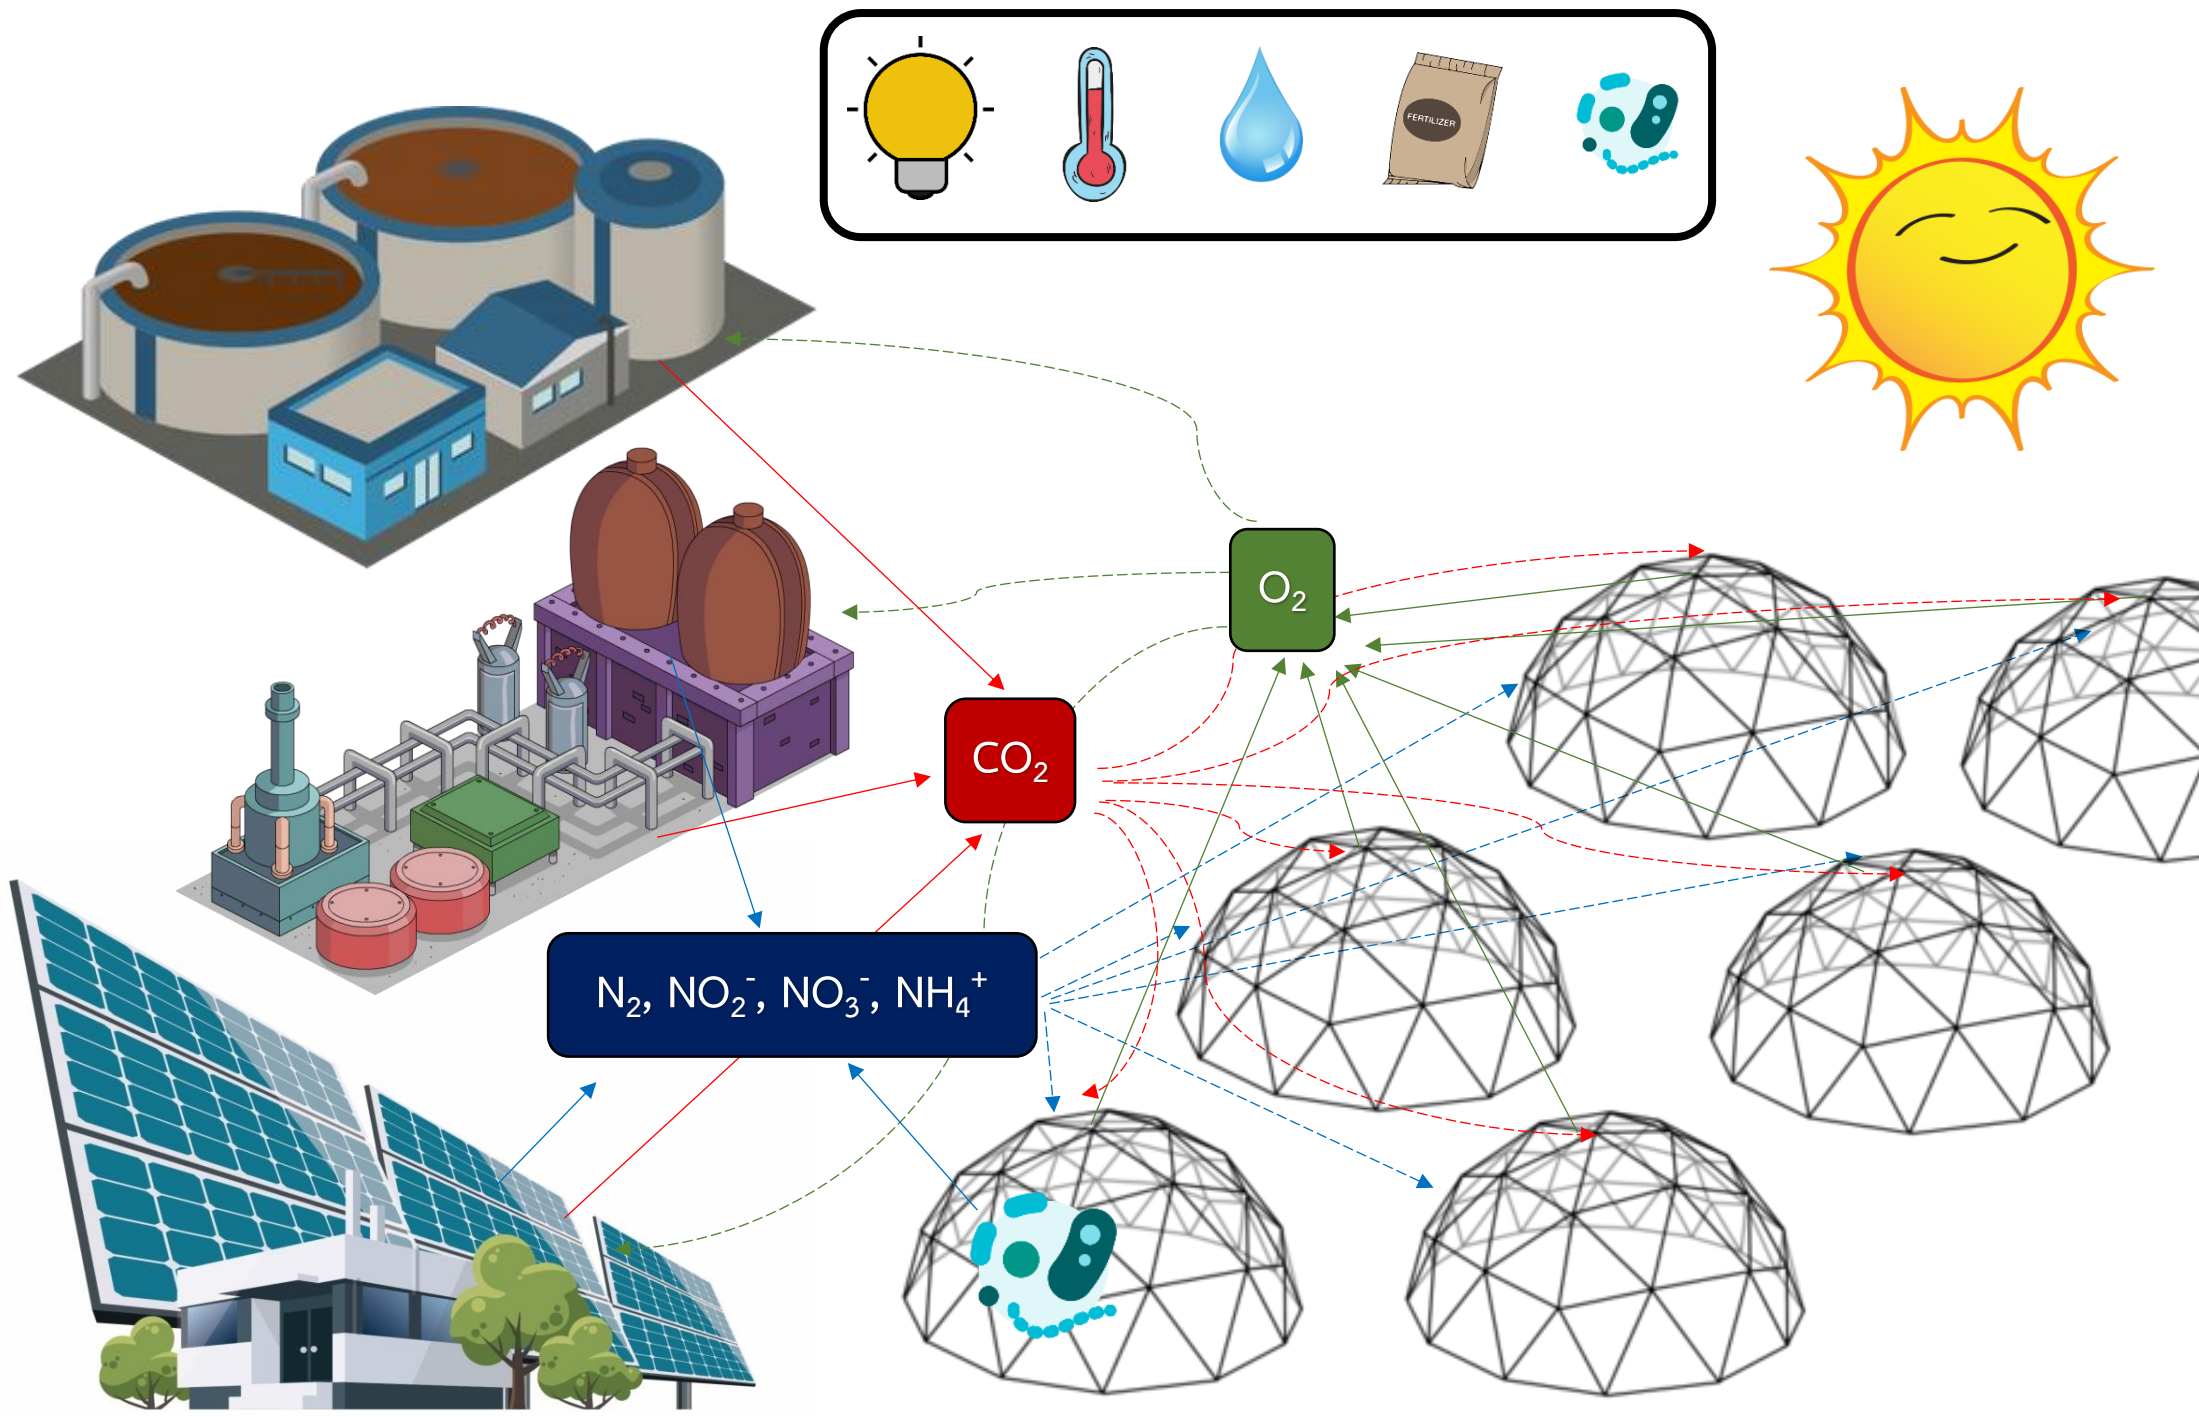 FERTILIZER
O₂
CO₂
N₂, NO₂⁻, NO₃⁻, NH₄⁺